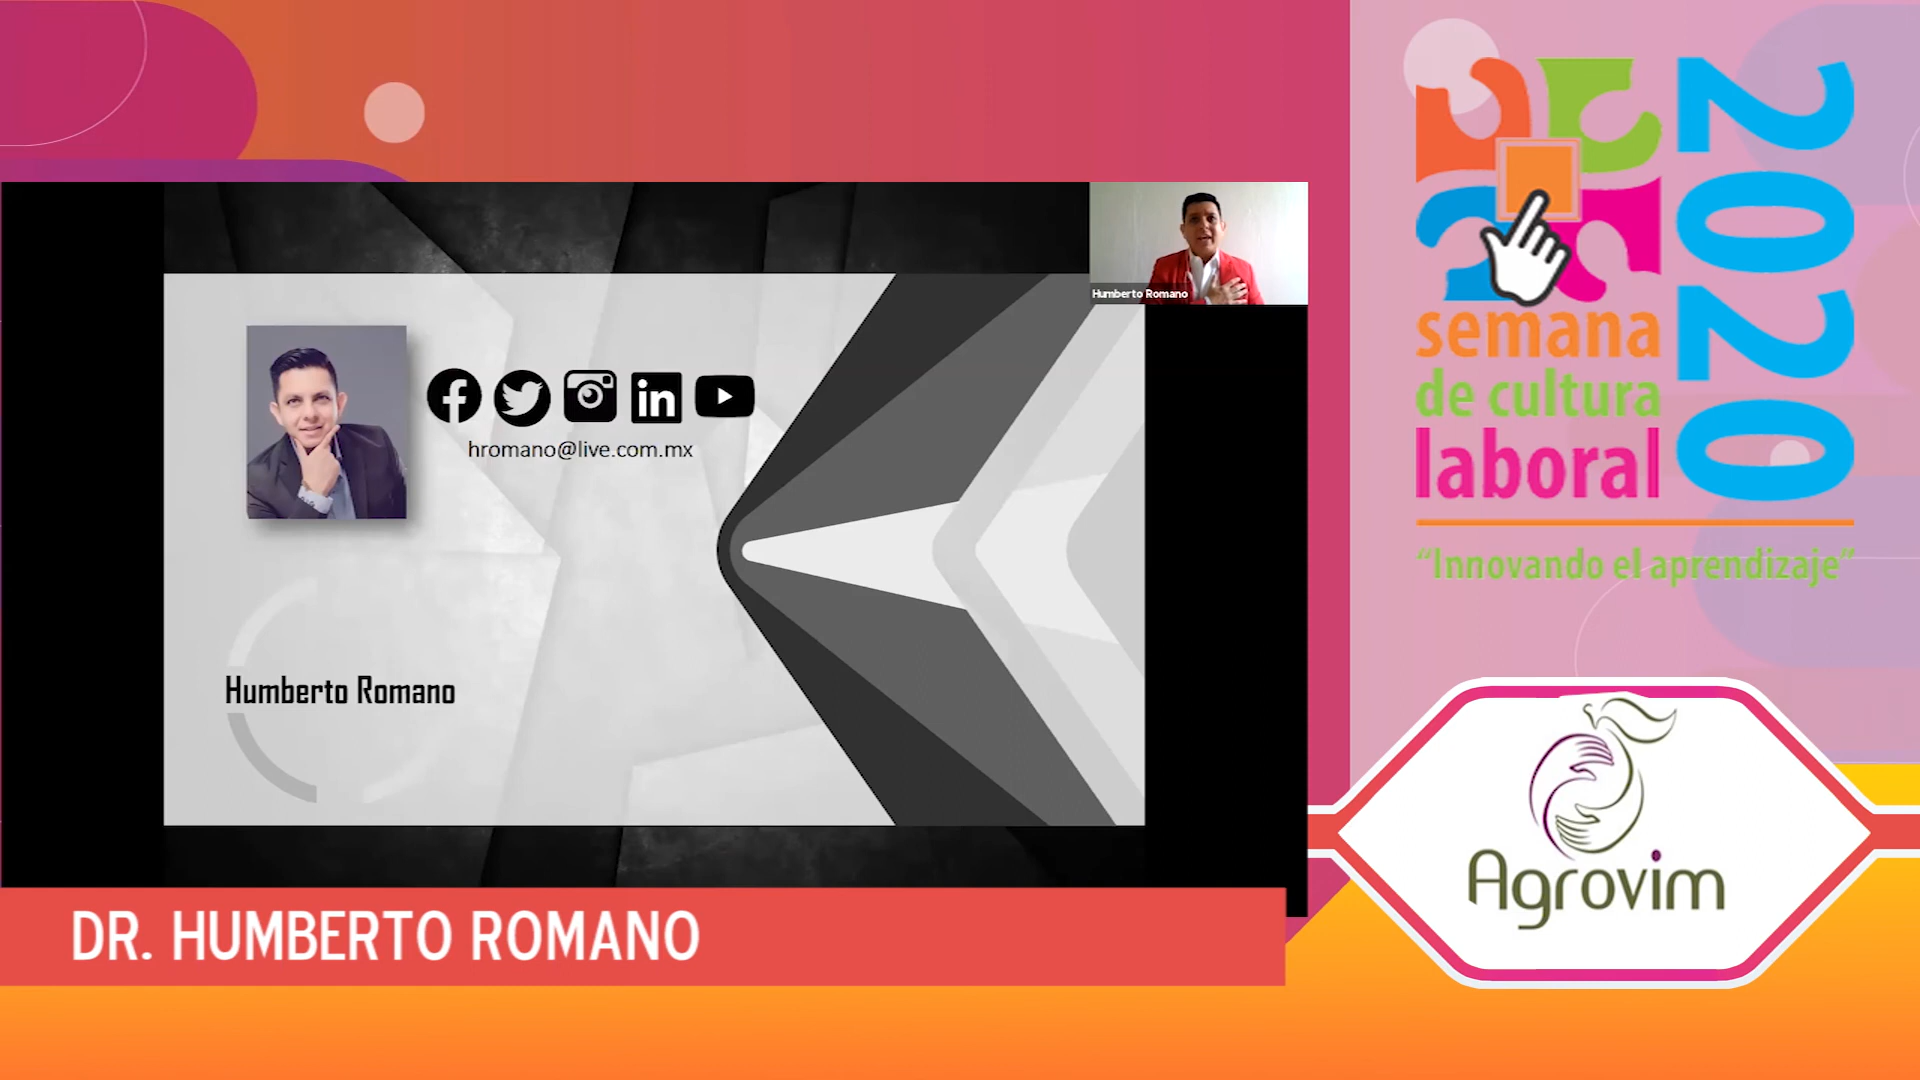 Humberto Romano
hromano@live.com.mx
Humberto Romano
DR. HUMBERTO ROMANO
semana
de cultura
laboral
2020
“Innovando el aprendizaje”
Agrovim